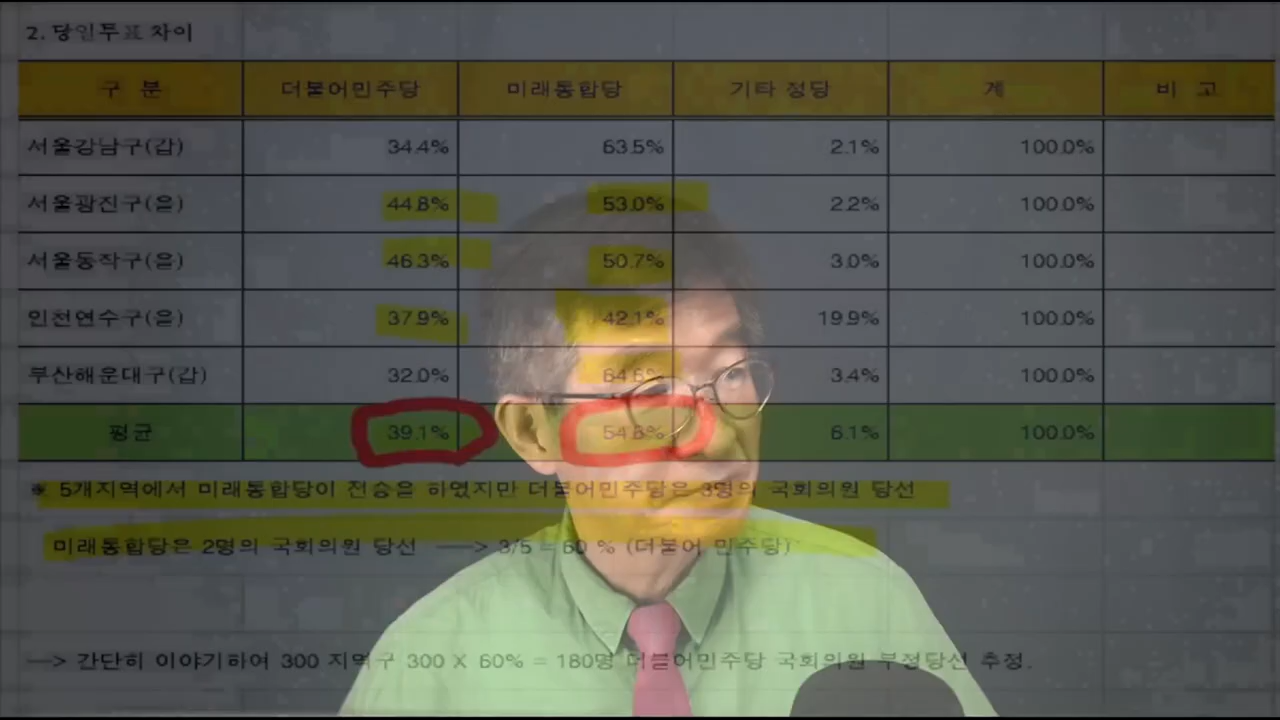 2. 당일투표 차이
구 분 더불어민주당 미래통합당 기타 정당 계 비 고
서울강남구(갑) 34.4% 63.5% 2.1% 100.0%
서울광진구(을) 44.8% 53.0% 2.2% 100.0%
서울동작구(을) 46.3% 50.7% 3.0% 100.0%
인천연수구(을) 37.9% 42.1% 19.9% 100.0%
부산해운대구(갑) 32.0% 64.6% 3.4% 100.0%
평균 39.1% 54.8% 6.1% 100.0%
※ 5개지역에서 미래통합당이 전승을 하였지만 더불어민주당은 3명의 국회의원 당선
미래통합당은 2명의 국회의원 당선 ──> 3/5 = 60 % (더불어 민주당)
─> 간단히 이야기하여 300 지역구 300 X 60% = 180명 더블어민주당 국회의원 부정당선 추정.